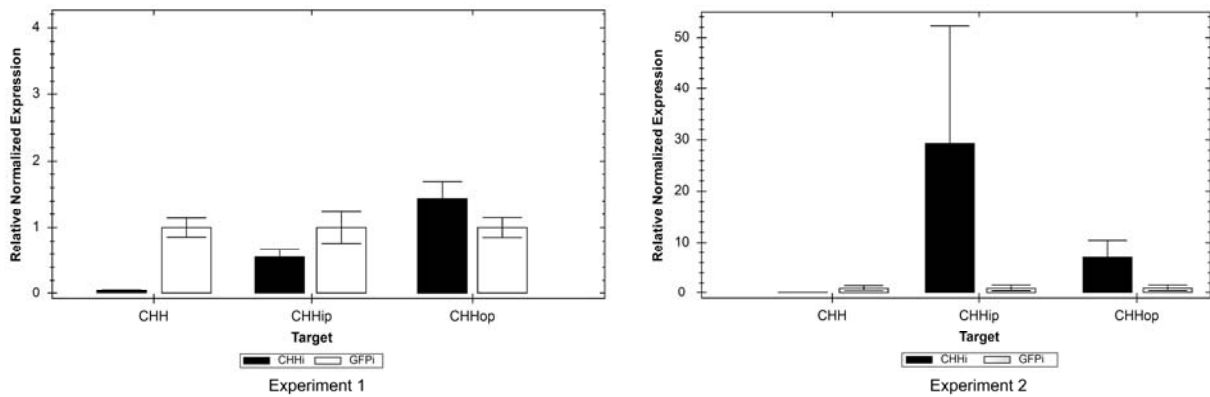 Relative Normalized Expression
4
3
2
1
0
CHH
CHHip
CHHop
Target
CHHi
GFPi
Experiment 1
Relative Normalized Expression
50
40
30
20
10
0
CHH
CHHip
CHHop
Target
CHHi
GFPi
Experiment 2